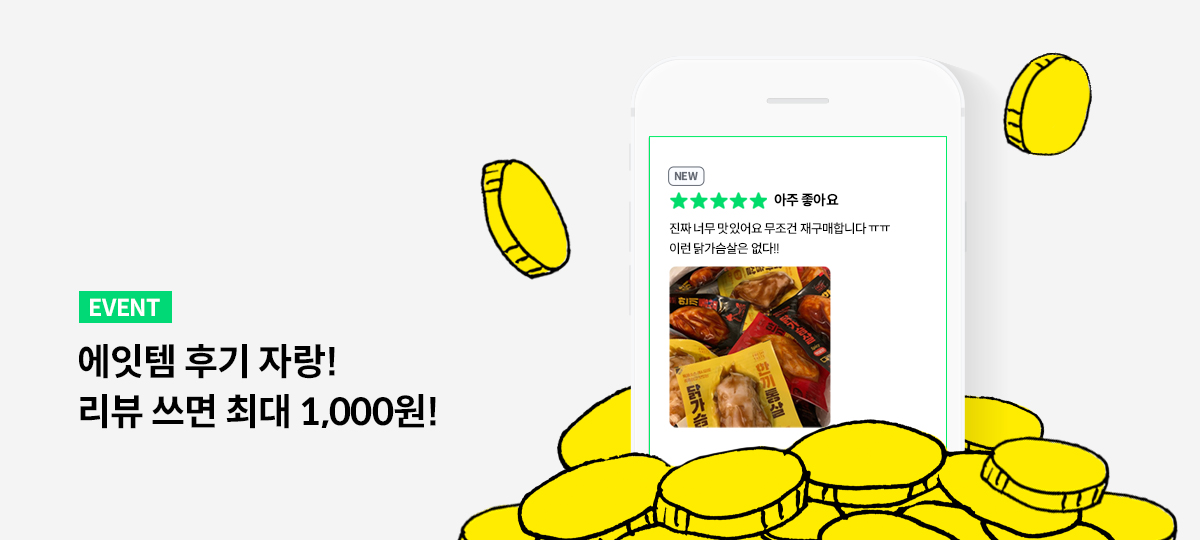 EVENT
에잇템 후기 자랑!
리뷰 쓰면 최대 1,000원!
NEW
아주 좋아요
진짜 너무 맛있어요 무조건 재구매합니다 ㅠㅠ
이런 닭가슴살은 없다!!
한끼통살
닭가슴